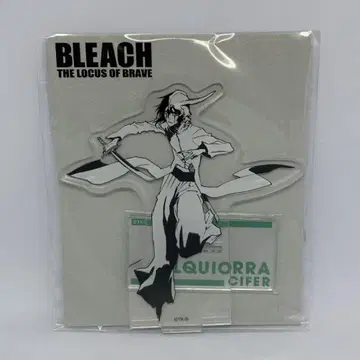 BLEACH
THE LOCUS OF BRAVE
LQUIORRA
CIFER